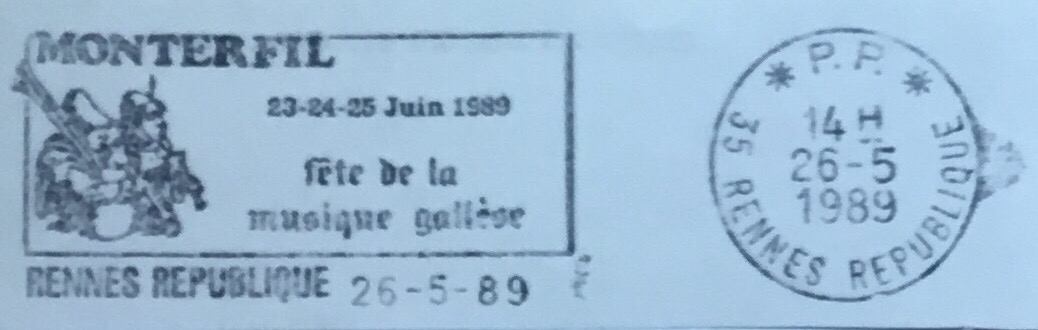 MONTERFIL
23-24-25 Juin 1989
fête de la
musique gallèse
RENNES REPUBLIQUE 26-5-89
* P.P. *
14 H
26-5
1989
35 RENNES REPUBLIQUE